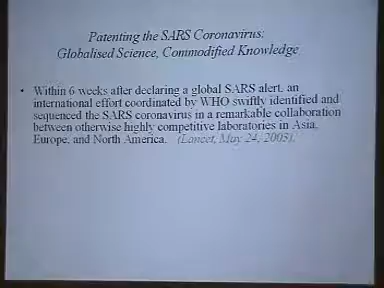 Patenting the SARS Coronavirus:
Globalised Science, Commodified Knowledge
• Within 6 weeks after declaring a global SARS alert, an
international effort coordinated by WHO swiftly identified and
sequenced the SARS coronavirus in a remarkable collaboration
between otherwise highly competitive laboratories in Asia,
Europe, and North America. (Lancet, May 24, 2003).